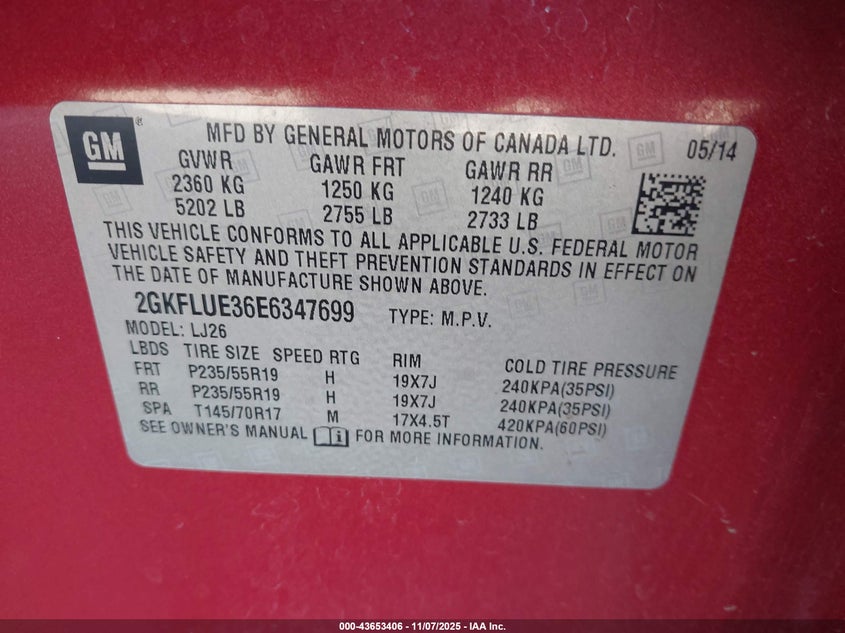 GM
MFD BY GENERAL MOTORS OF CANADA LTD. 05/14
GVWR GAWR FRT GAWR RR
2360 KG 1250 KG 1240 KG
5202 LB 2755 LB 2733 LB
THIS VEHICLE CONFORMS TO ALL APPLICABLE U.S. FEDERAL MOTOR
VEHICLE SAFETY AND THEFT PREVENTION STANDARDS IN EFFECT ON
THE DATE OF MANUFACTURE SHOWN ABOVE.
2GKFLUE36E6347699 TYPE: M.P.V.
MODEL: LJ26
LBDS TIRE SIZE SPEED RTG RIM COLD TIRE PRESSURE
FRT P235/55R19 H 19X7J 240KPA(35PSI)
RR P235/55R19 H 19X7J 240KPA(35PSI)
SPA T145/70R17 M 17X4.5T 420KPA(60PSI)
SEE OWNER'S MANUAL i FOR MORE INFORMATION.
000-43653406 - 11/07/2025 - IAA Inc.